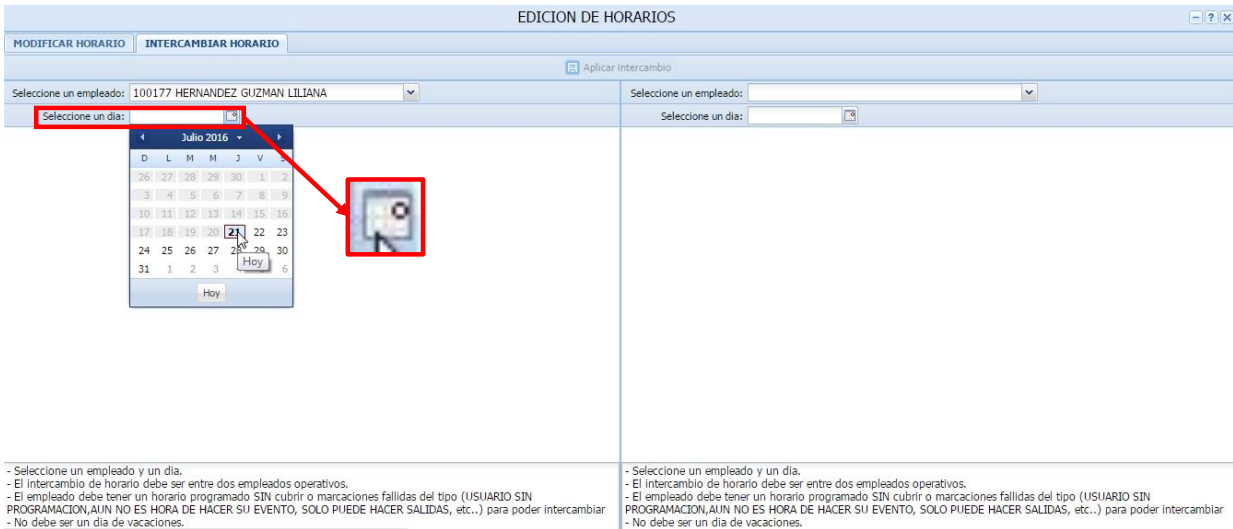 EDICION DE HORARIOS
MODIFICAR HORARIO INTERCAMBIAR HORARIO
Aplicar intercambio
Seleccione un empleado: 100177 HERNANDEZ GUZMAN LILIANA
Seleccione un dia:
Julio 2016
D L M M J V S
26 27 28 29 30 1 2
3 4 5 6 7 8 9
10 11 12 13 14 15 16
17 18 19 20 21 22 23
24 25 26 27 28 29 30
31 1 2 3 6
Hoy
Hoy
- Seleccione un empleado y un dia.
- El intercambio de horario debe ser entre dos empleados operativos.
- El empleado debe tener un horario programado SIN cubrir o marcaciones fallidas del tipo (USUARIO SIN
PROGRAMACION,AUN NO ES HORA DE HACER SU EVENTO, SOLO PUEDE HACER SALIDAS, etc..) para poder intercambiar
- No debe ser un dia de vacaciones.
Seleccione un empleado:
Seleccione un dia:
- Seleccione un empleado y un dia.
- El intercambio de horario debe ser entre dos empleados operativos.
- El empleado debe tener un horario programado SIN cubrir o marcaciones fallidas del tipo (USUARIO SIN
PROGRAMACION,AUN NO ES HORA DE HACER SU EVENTO, SOLO PUEDE HACER SALIDAS, etc..) para poder intercambiar
- No debe ser un dia de vacaciones.